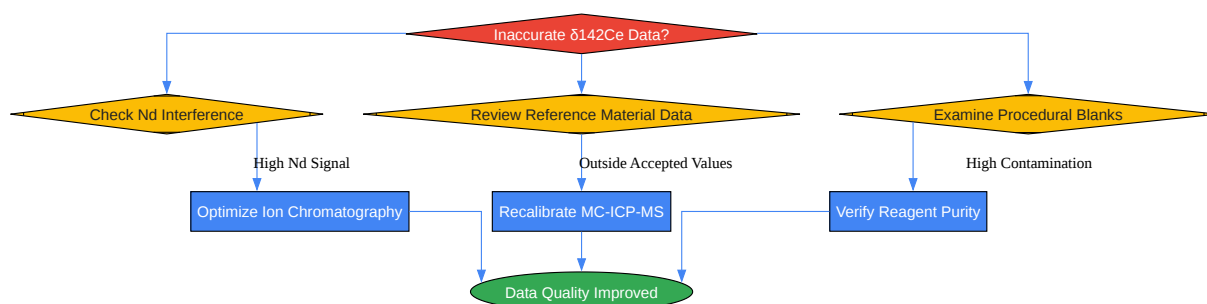 Inaccurate δ142Ce Data?
Check Nd Interference
Review Reference Material Data
Examine Procedural Blanks
High Nd Signal
Outside Accepted Values
High Contamination
Optimize Ion Chromatography
Recalibrate MC-ICP-MS
Verify Reagent Purity
Data Quality Improved